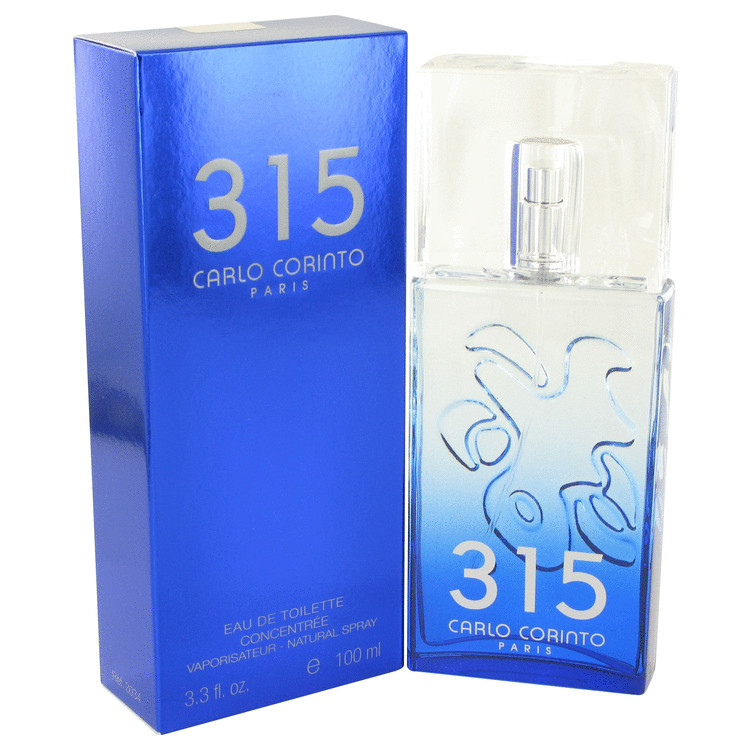 315
CARLO CORINTO
PARIS
EAU DE TOILETTE
CONCENTRÉE
VAPORISATEUR - NATURAL SPRAY
3.3 fl. oz. e 100 ml
315
CARLO CORINTO
PARIS